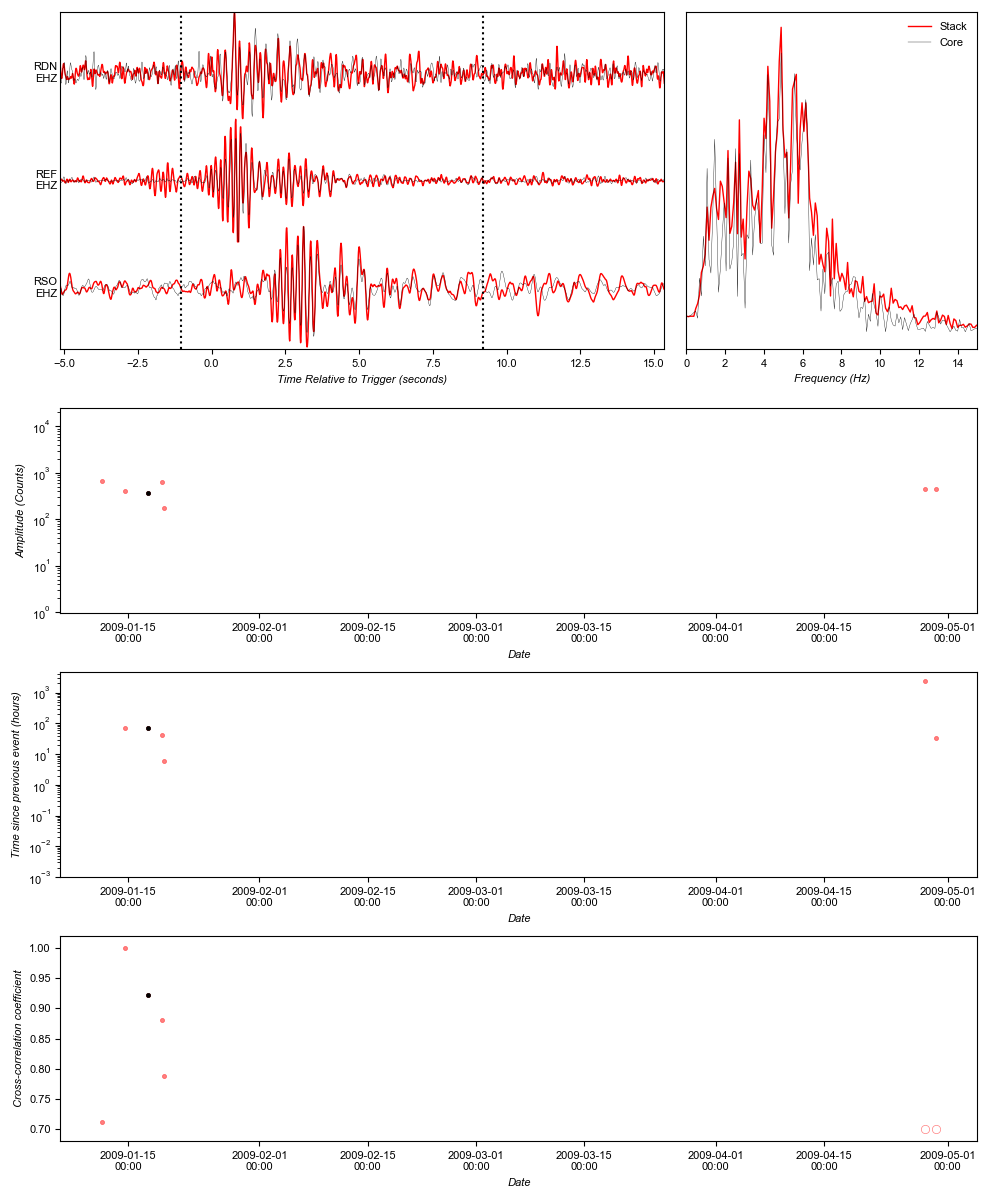 RDN
EHZ
REF
EHZ
RSO
EHZ
−5.0 −2.5 0.0 2.5 5.0 7.5 10.0 12.5 15.0
Time Relative to Trigger (seconds)
Stack
Core
0 2 4 6 8 10 12 14
Frequency (Hz)
10^4
10^3
10^2
10^1
10^0
Amplitude (Counts)
2009-01-15 2009-02-01 2009-02-15 2009-03-01 2009-03-15 2009-04-01 2009-04-15 2009-05-01
00:00 00:00 00:00 00:00 00:00 00:00 00:00 00:00
Date
10^3
10^2
10^1
10^0
10^−1
10^−2
10^−3
Time since previous event (hours)
2009-01-15 2009-02-01 2009-02-15 2009-03-01 2009-03-15 2009-04-01 2009-04-15 2009-05-01
00:00 00:00 00:00 00:00 00:00 00:00 00:00 00:00
Date
1.00
0.95
0.90
0.85
0.80
0.75
0.70
Cross-correlation coefficient
2009-01-15 2009-02-01 2009-02-15 2009-03-01 2009-03-15 2009-04-01 2009-04-15 2009-05-01
00:00 00:00 00:00 00:00 00:00 00:00 00:00 00:00
Date